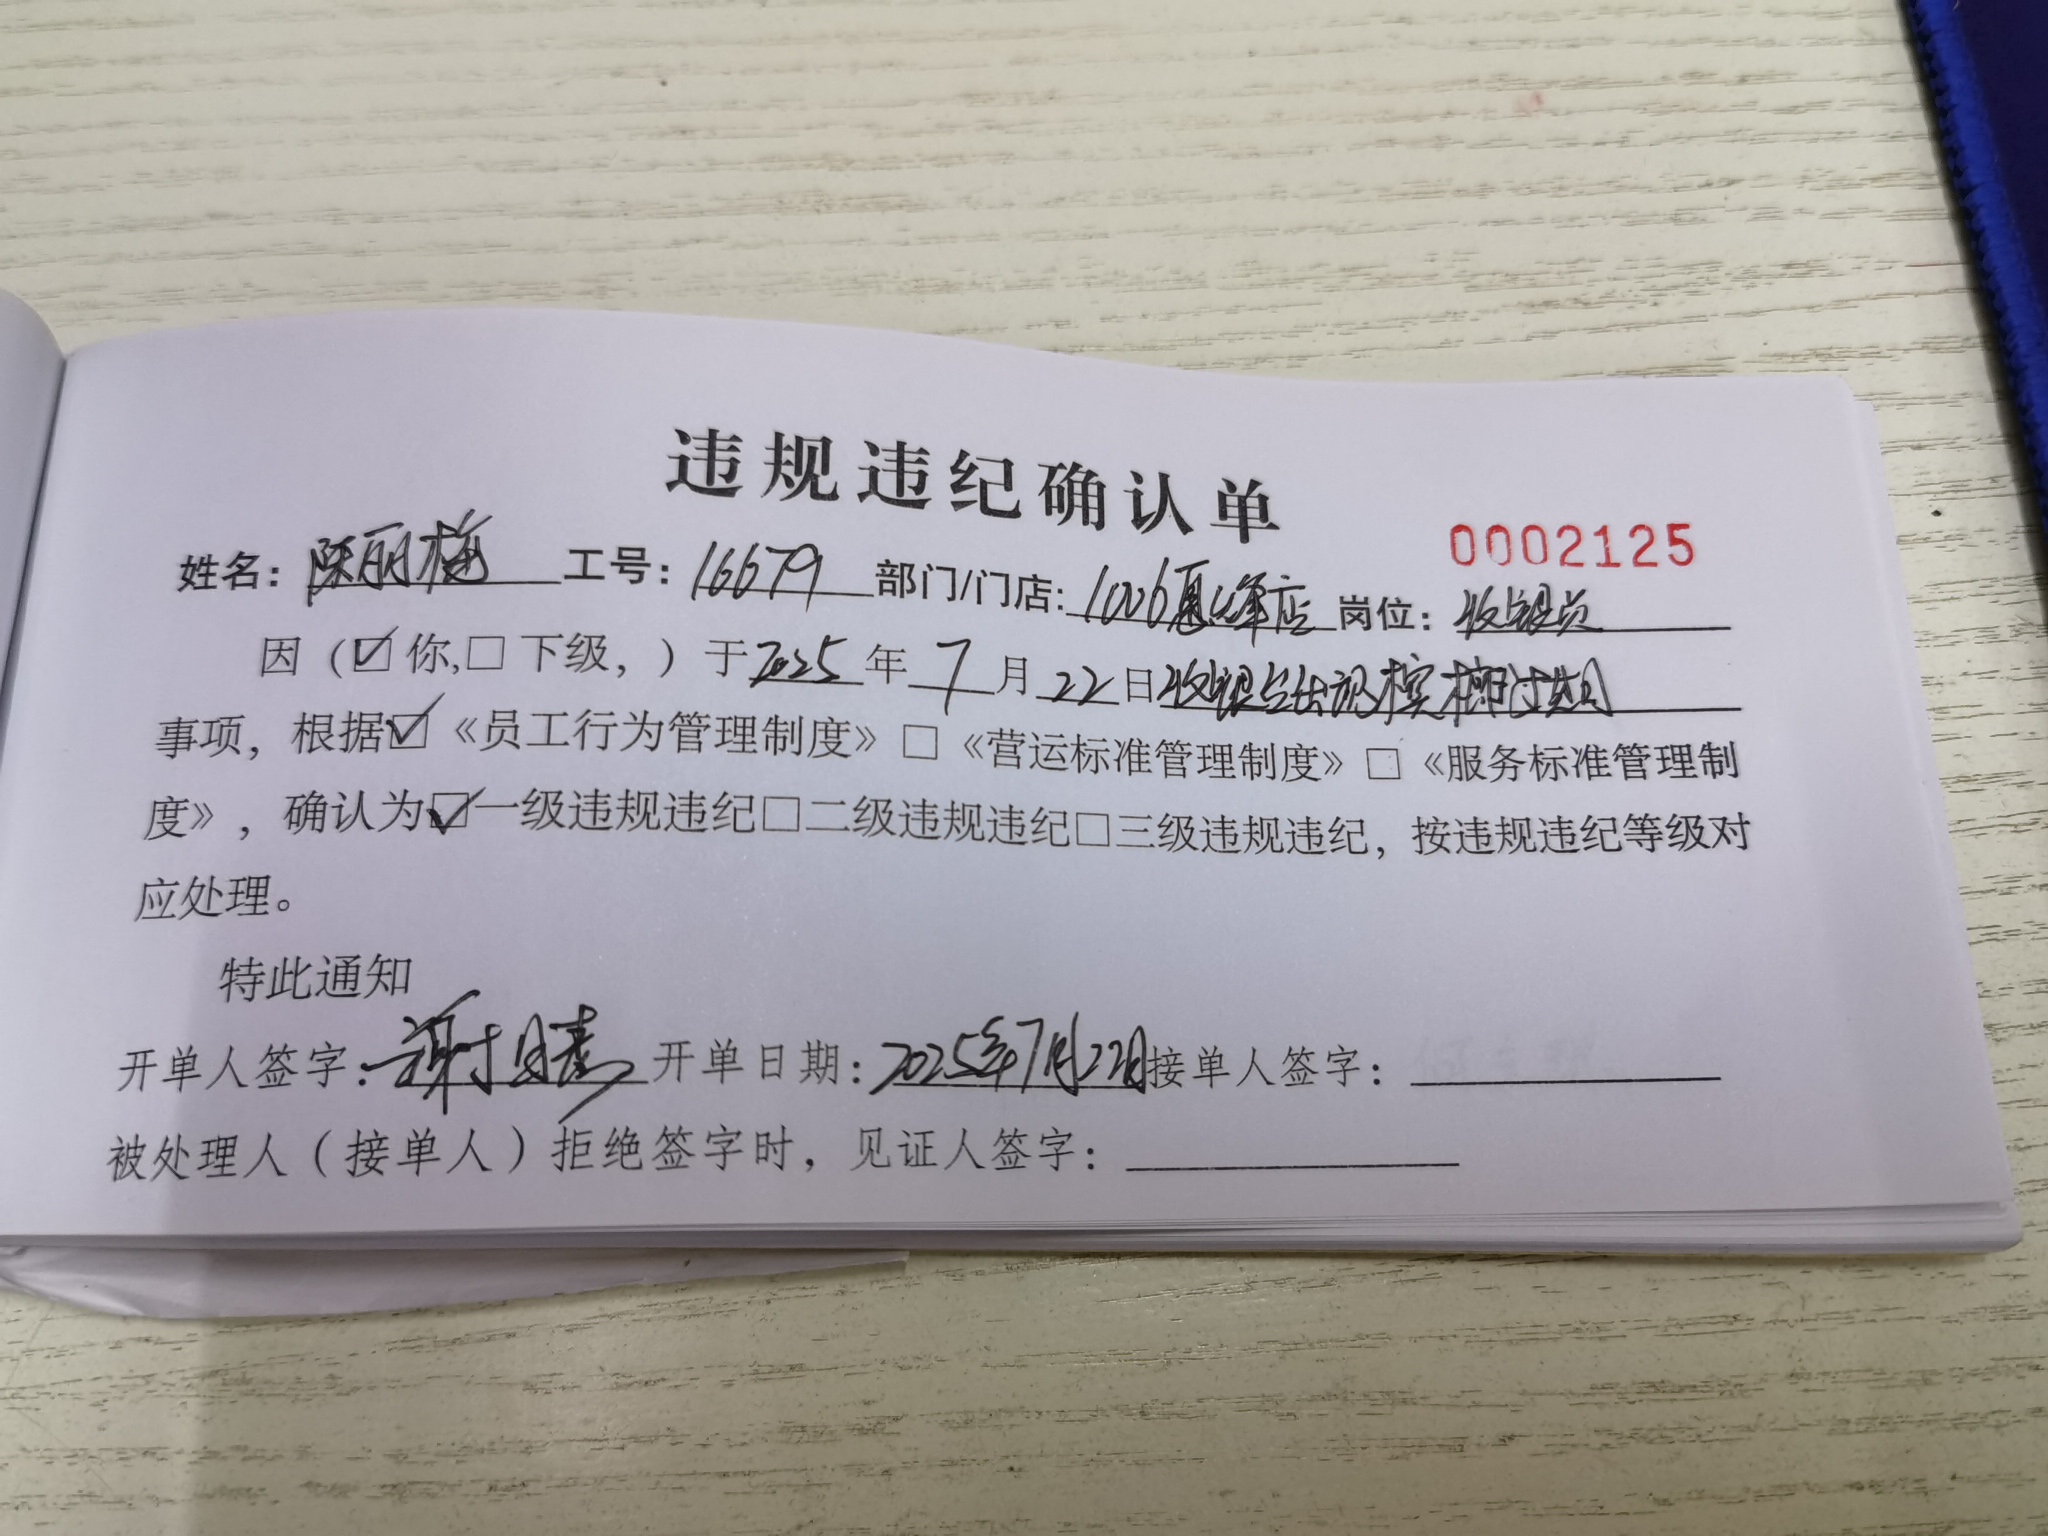 违规违纪确认单
0002125
姓名：陈丽梅 工号：16679 部门/门店：1006夏峰店 岗位：收银员
因（☑你,□下级，）于2025年7月22日收银台出现槟榔过期
事项，根据☑《员工行为管理制度》□《营运标准管理制度》□《服务标准管理制
度》，确认为☑一级违规违纪□二级违规违纪□三级违规违纪，按违规违纪等级对
应处理。
特此通知
开单人签字：谢 开单日期：2025年7月22日接单人签字：
被处理人（接单人）拒绝签字时，见证人签字：